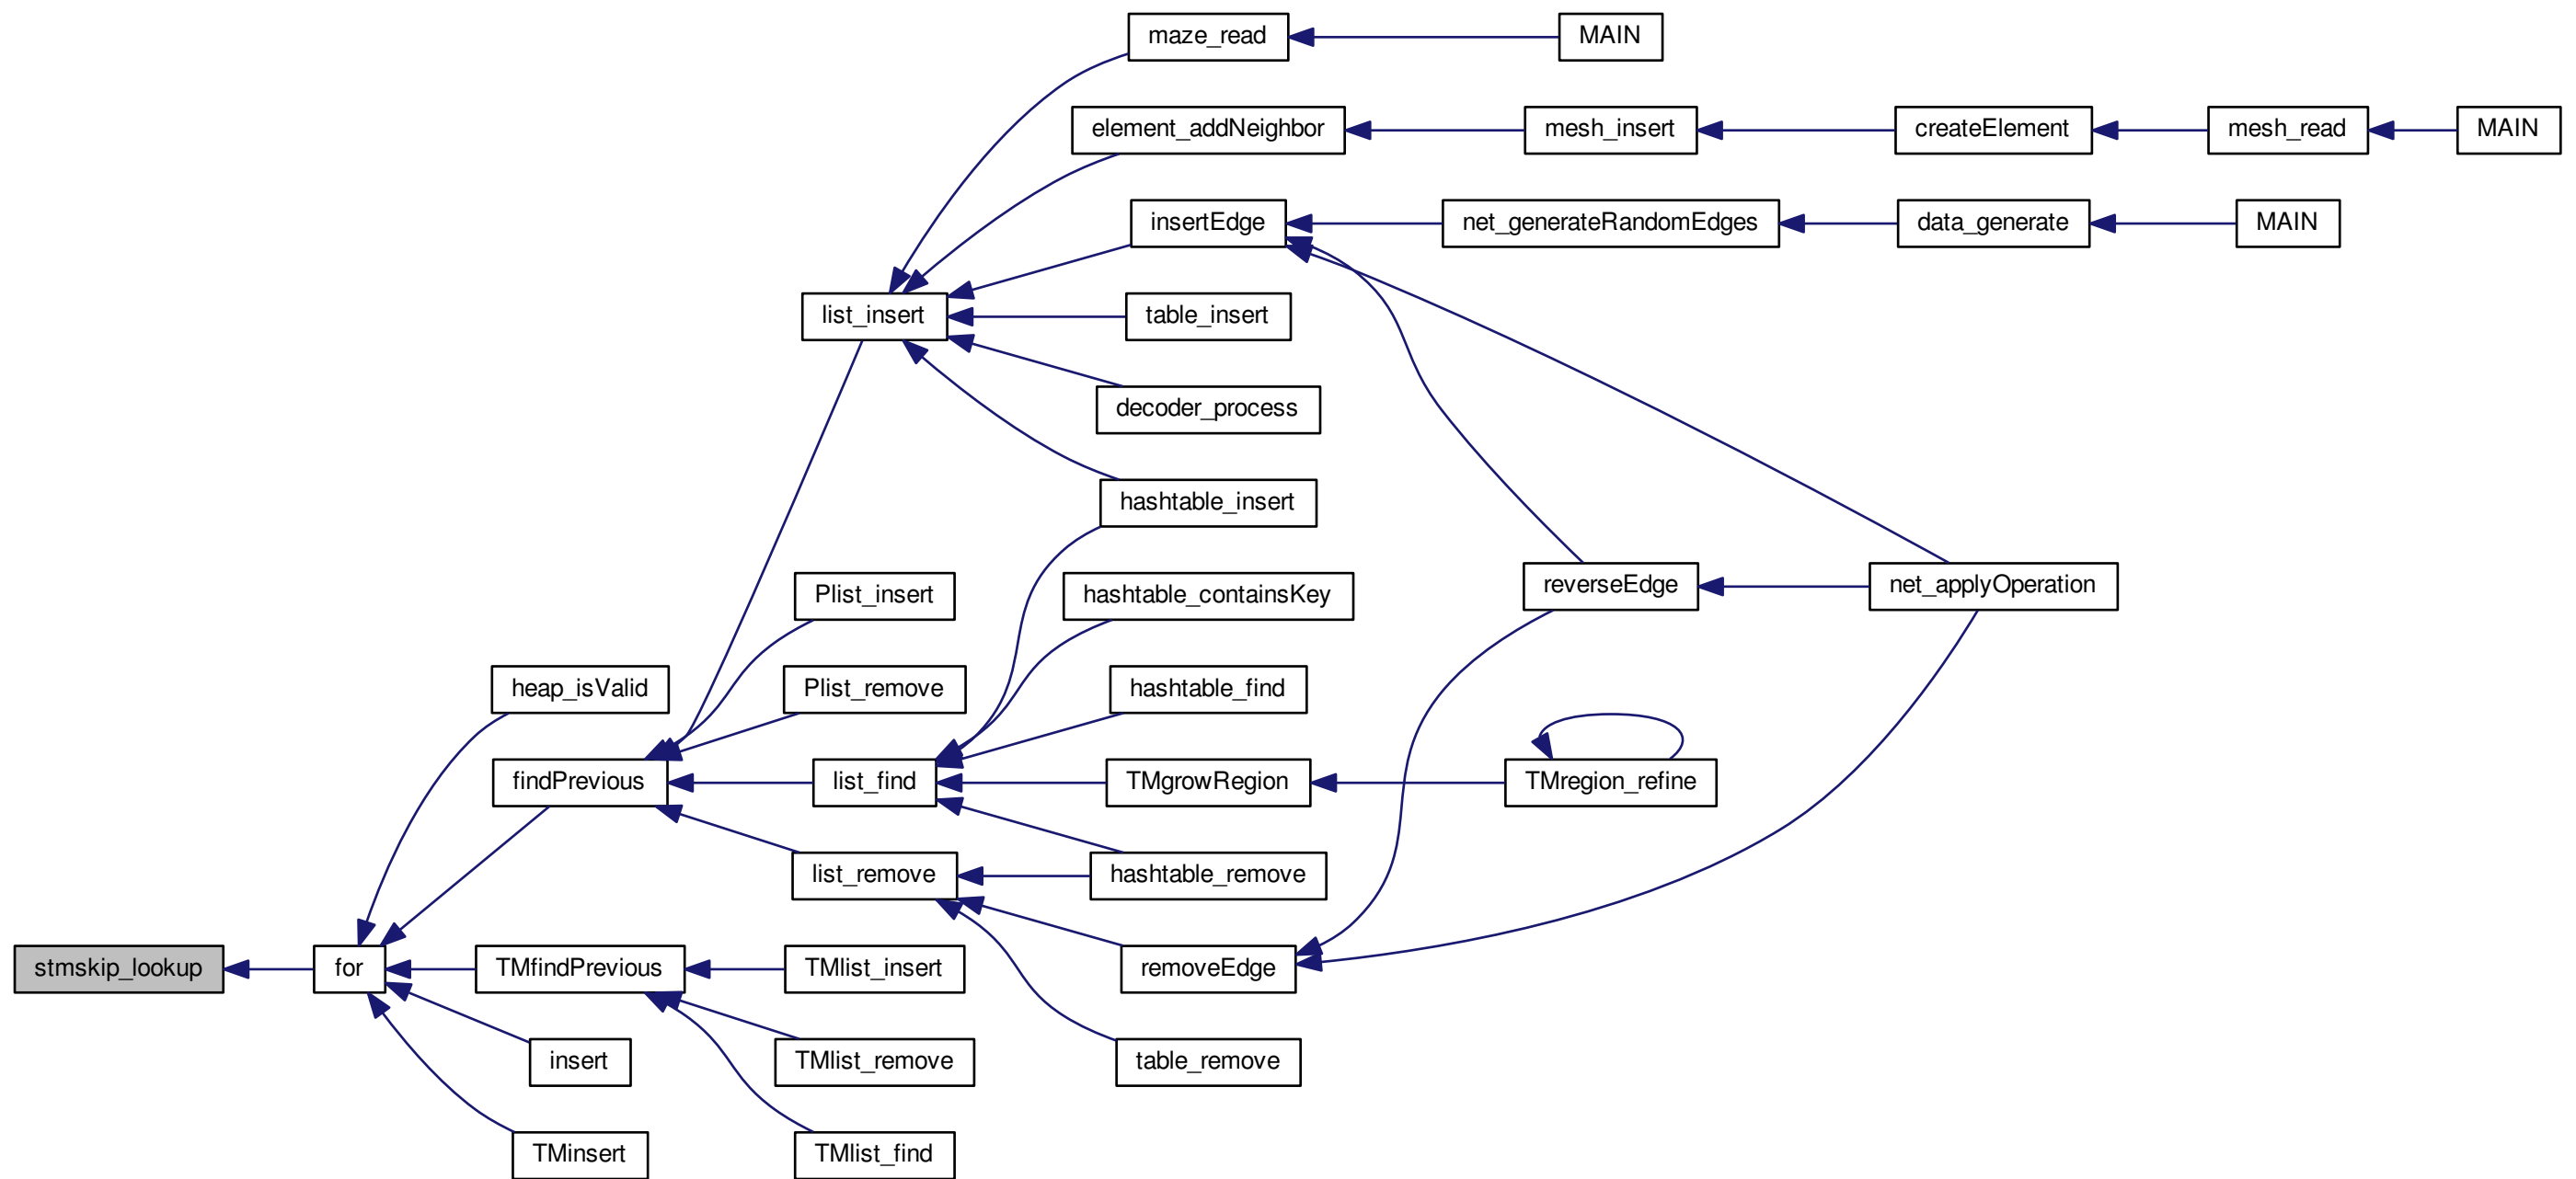 maze_read
MAIN
element_addNeighbor
mesh_insert
createElement
mesh_read
MAIN
insertEdge
net_generateRandomEdges
data_generate
MAIN
list_insert
table_insert
decoder_process
hashtable_insert
Plist_insert
hashtable_containsKey
reverseEdge
net_applyOperation
heap_isValid
Plist_remove
hashtable_find
findPrevious
list_find
TMgrowRegion
TMregion_refine
list_remove
hashtable_remove
stmskip_lookup
for
TMfindPrevious
TMlist_insert
removeEdge
insert
TMlist_remove
table_remove
TMinsert
TMlist_find